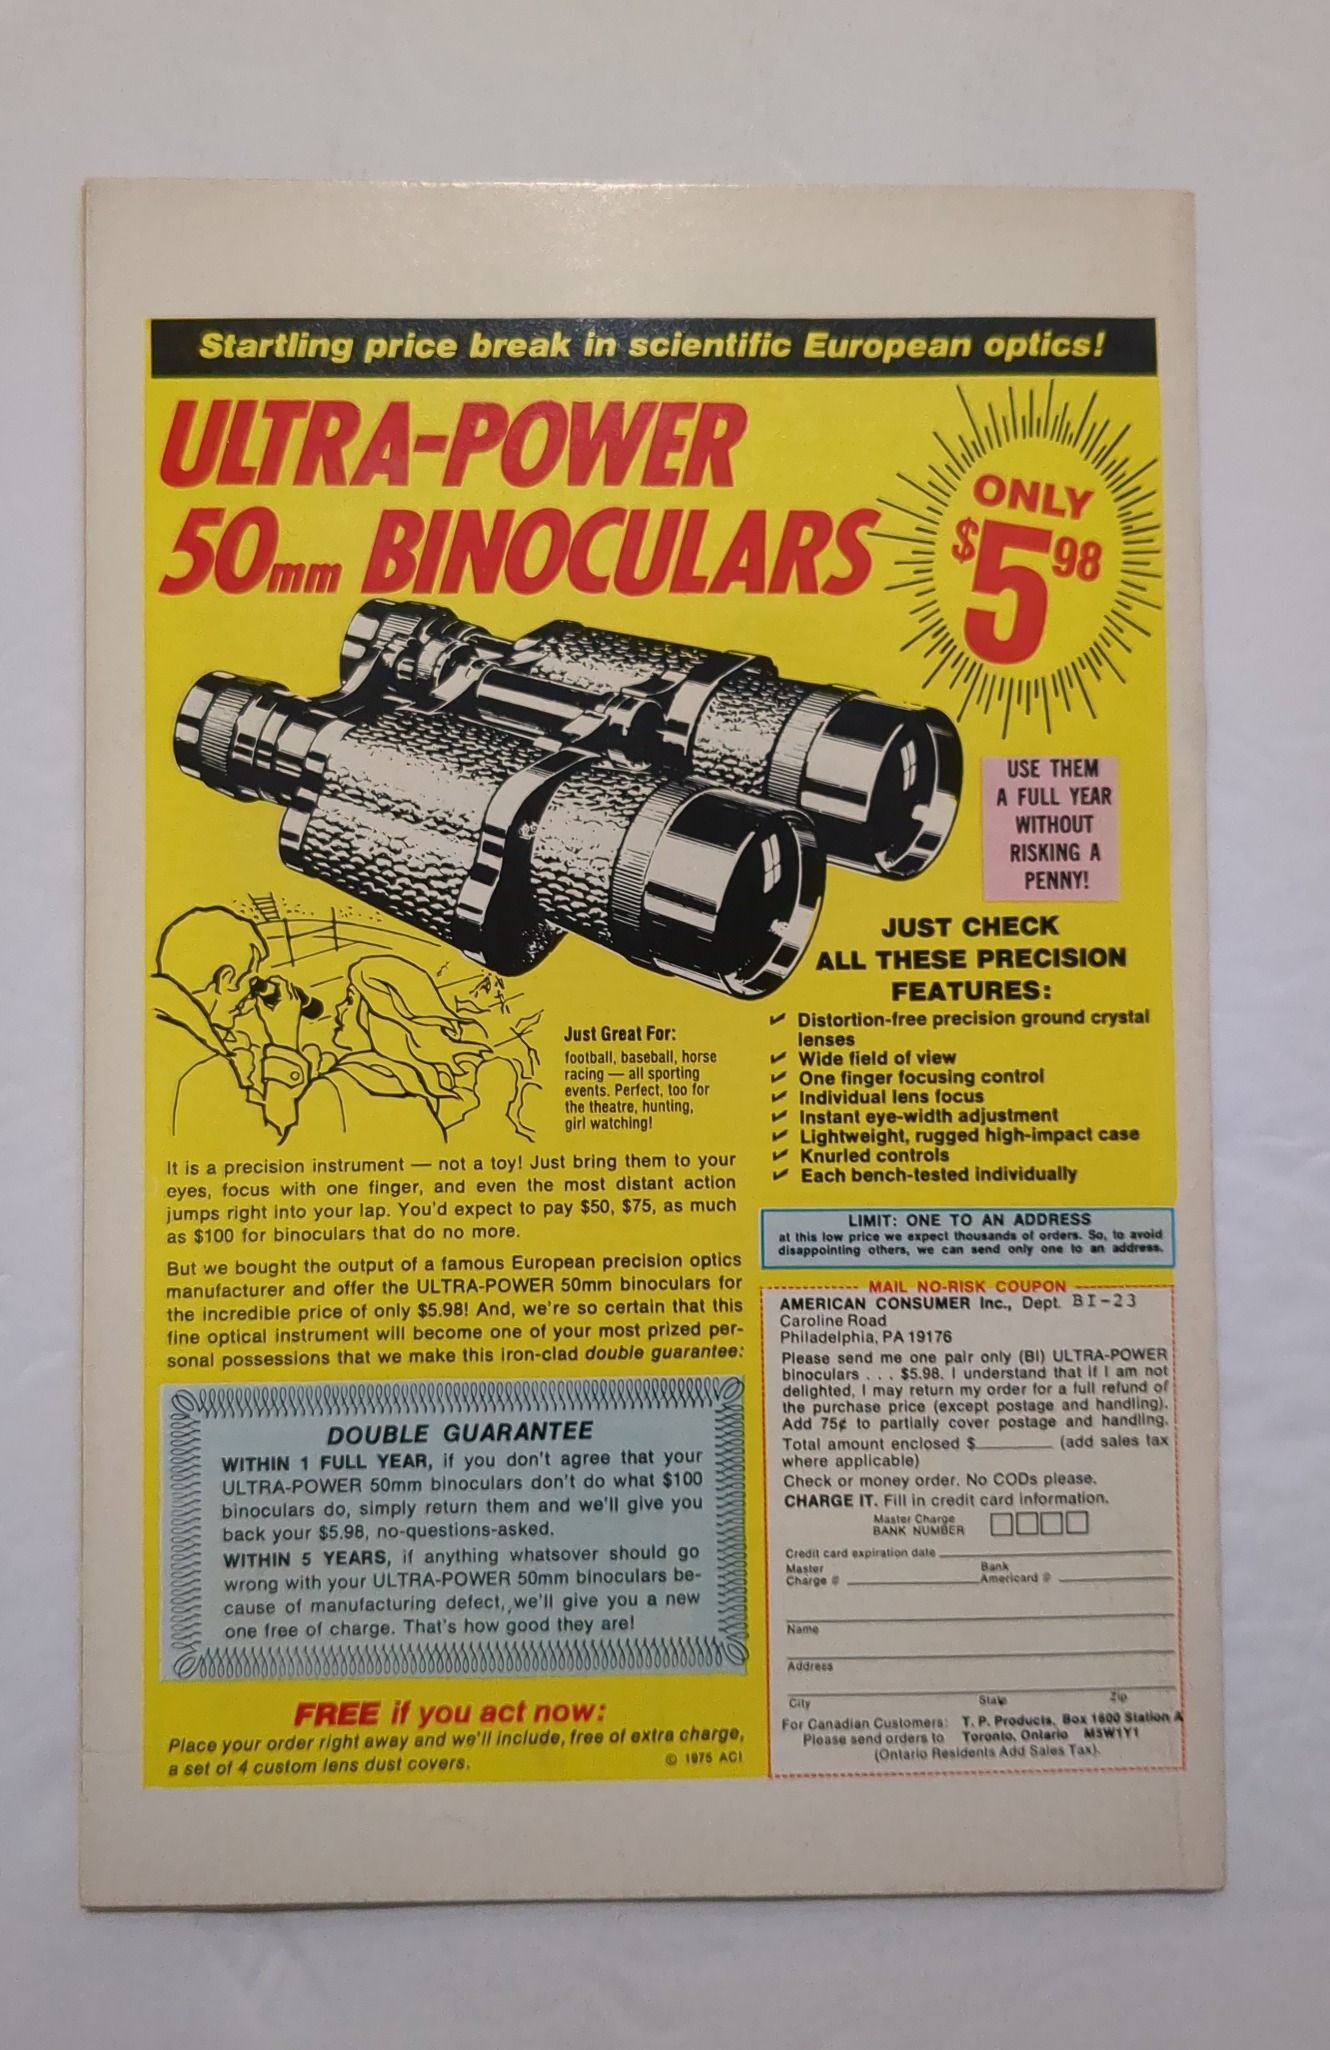 Startling price break in scientific European optics!
ULTRA-POWER
50mm BINOCULARS
ONLY
$5 98
USE THEM
A FULL YEAR
WITHOUT
RISKING A
PENNY!
Just Great For:
football, baseball, horse
racing — all sporting
events. Perfect, too for
the theatre, hunting,
girl watching!
It is a precision instrument — not a toy! Just bring them to your
eyes, focus with one finger, and even the most distant action
jumps right into your lap. You'd expect to pay $50, $75, as much
as $100 for binoculars that do no more.
But we bought the output of a famous European precision optics
manufacturer and offer the ULTRA-POWER 50mm binoculars for
the incredible price of only $5.98! And, we're so certain that this
fine optical instrument will become one of your most prized per-
sonal possessions that we make this iron-clad double guarantee:
DOUBLE GUARANTEE
WITHIN 1 FULL YEAR, if you don't agree that your
ULTRA-POWER 50mm binoculars don't do what $100
binoculars do, simply return them and we'll give you
back your $5.98, no-questions-asked.
WITHIN 5 YEARS, if anything whatsover should go
wrong with your ULTRA-POWER 50mm binoculars be-
cause of manufacturing defect,,we'll give you a new
one free of charge. That's how good they are!
FREE if you act now:
Place your order right away and we'll include, free of extra charge,
a set of 4 custom lens dust covers.
© 1975 ACI
JUST CHECK
ALL THESE PRECISION
FEATURES:
✔ Distortion-free precision ground crystal
lenses
✔ Wide field of view
✔ One finger focusing control
✔ Individual lens focus
✔ Instant eye-width adjustment
✔ Lightweight, rugged high-impact case
✔ Knurled controls
✔ Each bench-tested individually
LIMIT: ONE TO AN ADDRESS
at this low price we expect thousands of orders. So, to avoid
disappointing others, we can send only one to an address.
MAIL NO-RISK COUPON
AMERICAN CONSUMER Inc., Dept. BI-23
Caroline Road
Philadelphia, PA 19176
Please send me one pair only (BI) ULTRA-POWER
binoculars . . . $5.98. I understand that if I am not
delighted, I may return my order for a full refund of
the purchase price (except postage and handling).
Add 75¢ to partially cover postage and handling.
Total amount enclosed $________ (add sales tax
where applicable)
Check or money order. No CODs please.
CHARGE IT. Fill in credit card information.
Master Charge
BANK NUMBER
Credit card expiration date
Master Bank
Charge # Americard #
Name
Address
City State Zip
For Canadian Customers: T. P. Products, Box 1600 Station A
Please send orders to Toronto, Ontario M5W1Y1
(Ontario Residents Add Sales Tax).